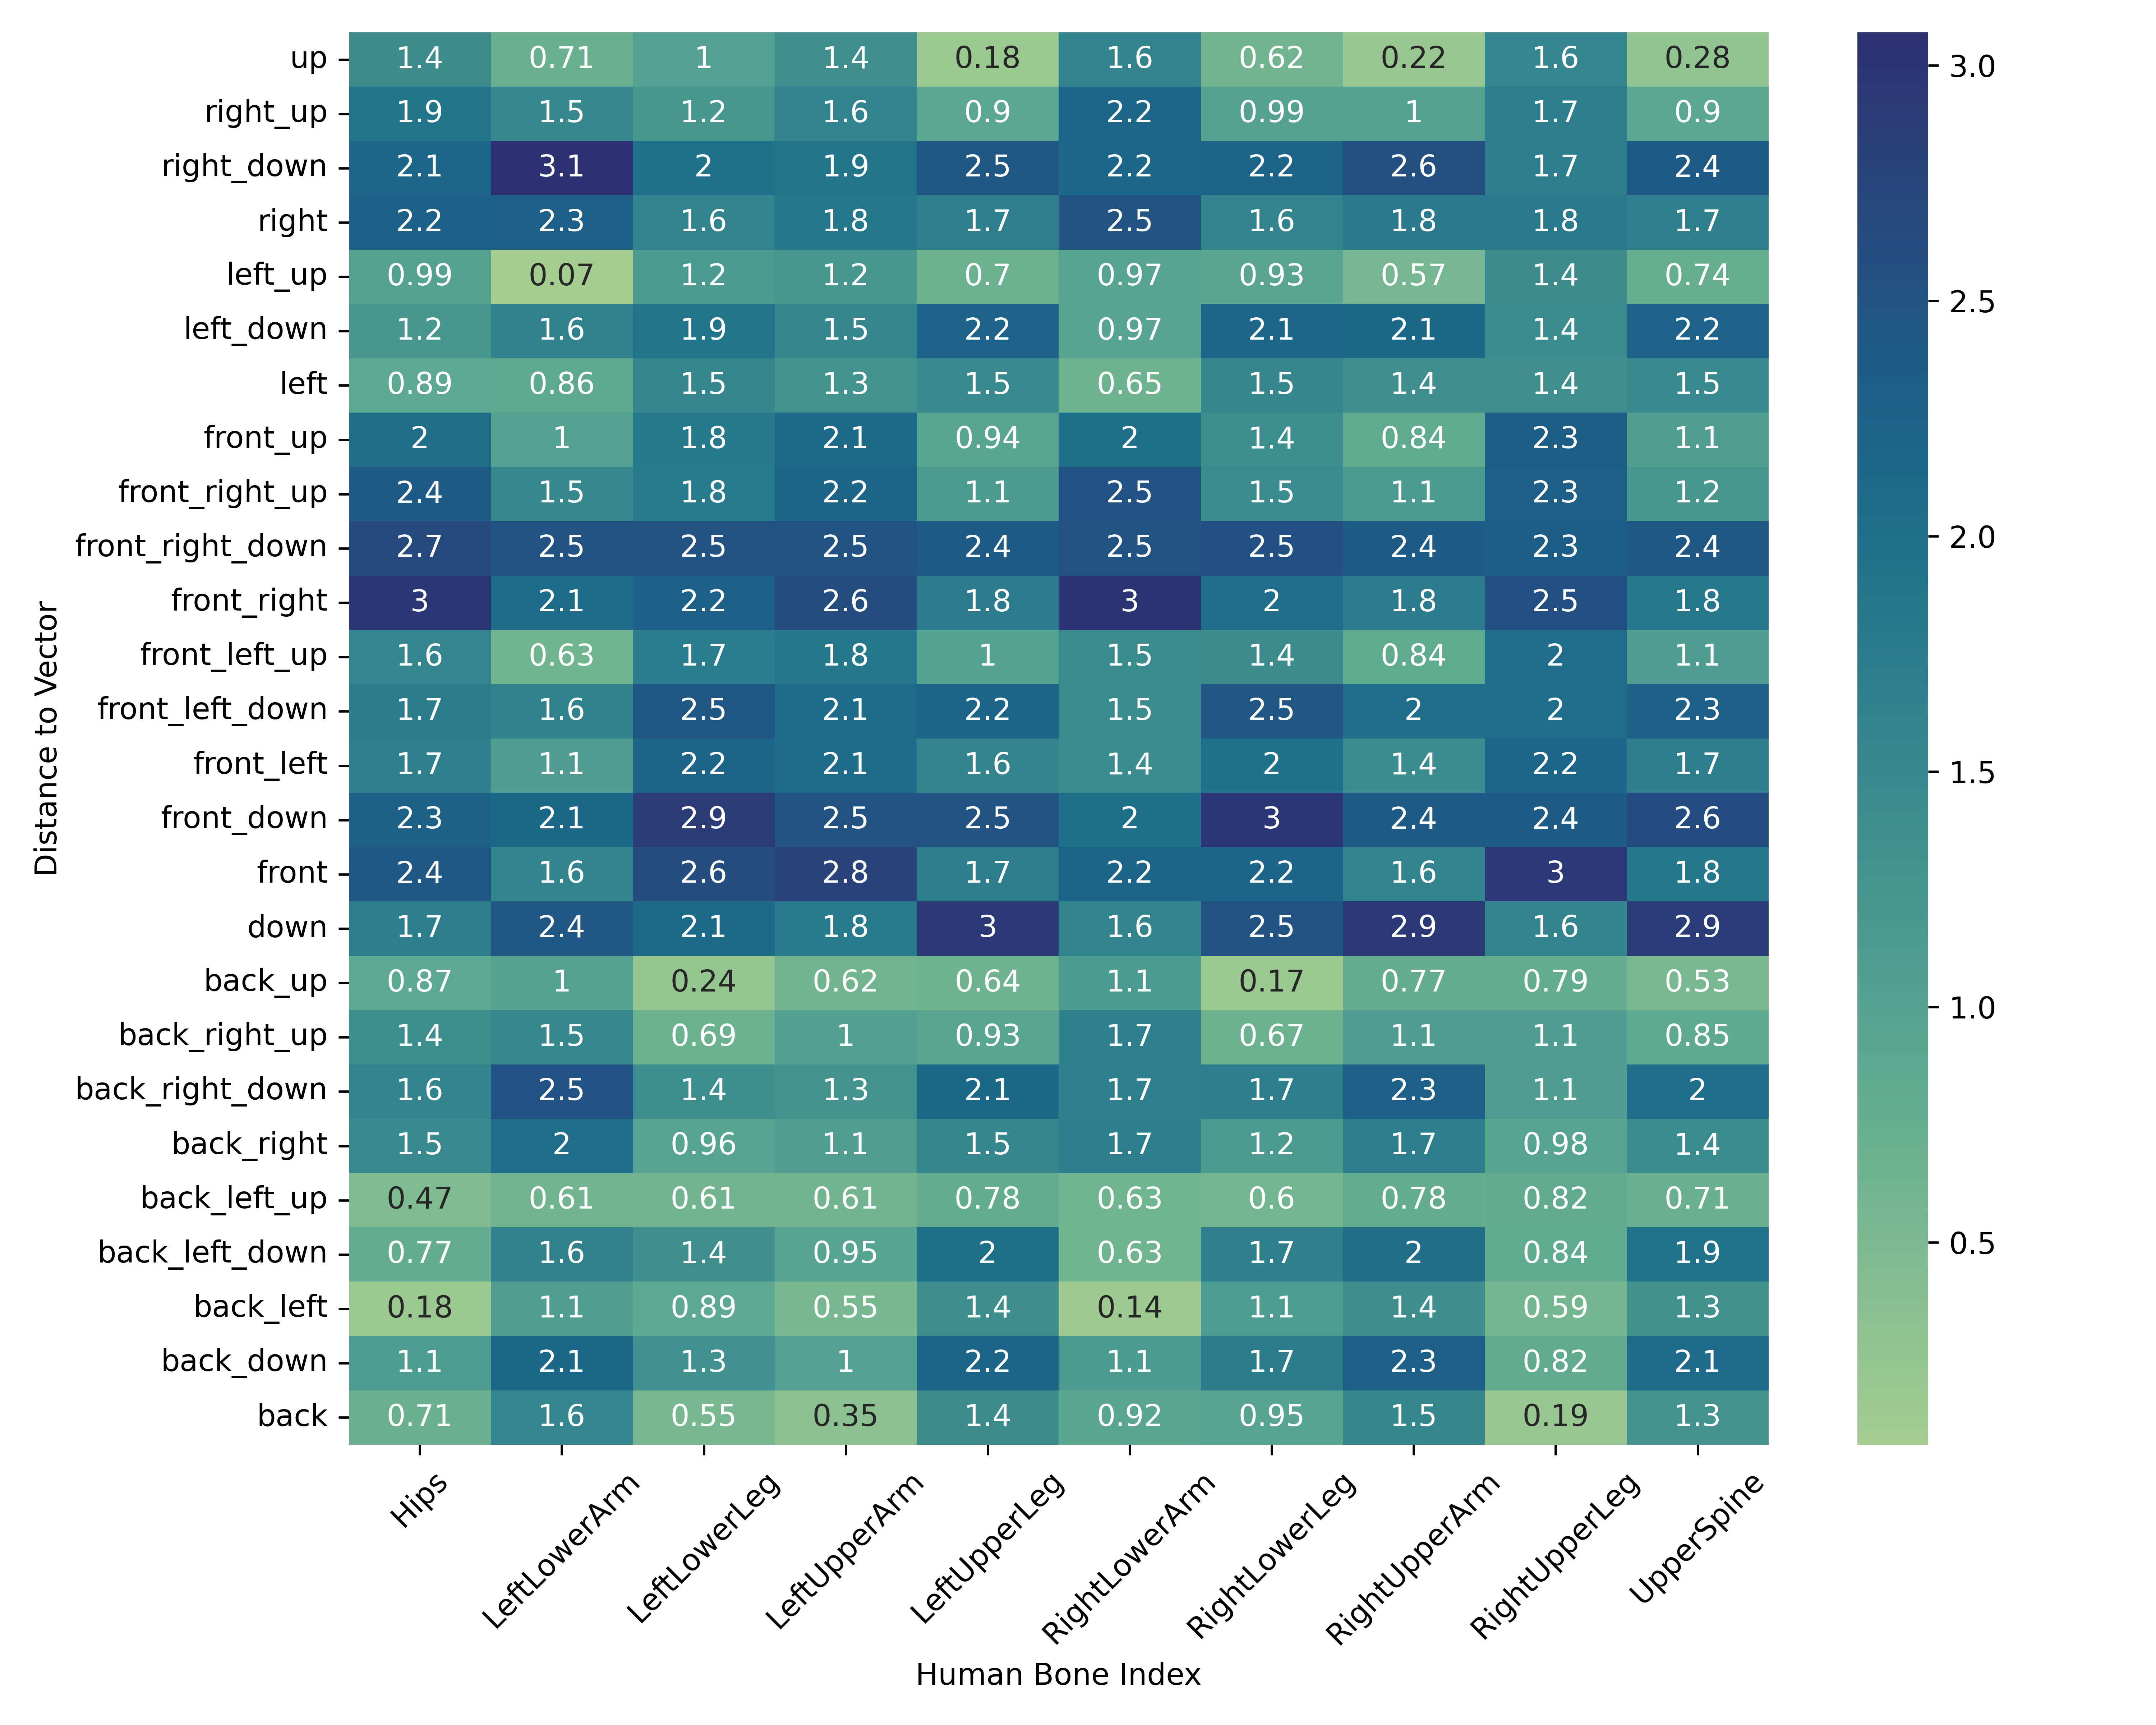 up 1.4 0.71 1 1.4 0.18 1.6 0.62 0.22 1.6 0.28
right_up 1.9 1.5 1.2 1.6 0.9 2.2 0.99 1 1.7 0.9
right_down 2.1 3.1 2 1.9 2.5 2.2 2.2 2.6 1.7 2.4
right 2.2 2.3 1.6 1.8 1.7 2.5 1.6 1.8 1.8 1.7
left_up 0.99 0.07 1.2 1.2 0.7 0.97 0.93 0.57 1.4 0.74
left_down 1.2 1.6 1.9 1.5 2.2 0.97 2.1 2.1 1.4 2.2
left 0.89 0.86 1.5 1.3 1.5 0.65 1.5 1.4 1.4 1.5
front_up 2 1 1.8 2.1 0.94 2 1.4 0.84 2.3 1.1
front_right_up 2.4 1.5 1.8 2.2 1.1 2.5 1.5 1.1 2.3 1.2
front_right_down 2.7 2.5 2.5 2.5 2.4 2.5 2.5 2.4 2.3 2.4
front_right 3 2.1 2.2 2.6 1.8 3 2 1.8 2.5 1.8
front_left_up 1.6 0.63 1.7 1.8 1 1.5 1.4 0.84 2 1.1
front_left_down 1.7 1.6 2.5 2.1 2.2 1.5 2.5 2 2 2.3
front_left 1.7 1.1 2.2 2.1 1.6 1.4 2 1.4 2.2 1.7
front_down 2.3 2.1 2.9 2.5 2.5 2 3 2.4 2.4 2.6
front 2.4 1.6 2.6 2.8 1.7 2.2 2.2 1.6 3 1.8
down 1.7 2.4 2.1 1.8 3 1.6 2.5 2.9 1.6 2.9
back_up 0.87 1 0.24 0.62 0.64 1.1 0.17 0.77 0.79 0.53
back_right_up 1.4 1.5 0.69 1 0.93 1.7 0.67 1.1 1.1 0.85
back_right_down 1.6 2.5 1.4 1.3 2.1 1.7 1.7 2.3 1.1 2
back_right 1.5 2 0.96 1.1 1.5 1.7 1.2 1.7 0.98 1.4
back_left_up 0.47 0.61 0.61 0.61 0.78 0.63 0.6 0.78 0.82 0.71
back_left_down 0.77 1.6 1.4 0.95 2 0.63 1.7 2 0.84 1.9
back_left 0.18 1.1 0.89 0.55 1.4 0.14 1.1 1.4 0.59 1.3
back_down 1.1 2.1 1.3 1 2.2 1.1 1.7 2.3 0.82 2.1
back 0.71 1.6 0.55 0.35 1.4 0.92 0.95 1.5 0.19 1.3
Hips LeftLowerArm LeftLowerLeg LeftUpperArm LeftUpperLeg RightLowerArm RightLowerLeg RightUpperArm RightUpperLeg UpperSpine
Human Bone Index
Distance to Vector
3.0
2.5
2.0
1.5
1.0
0.5